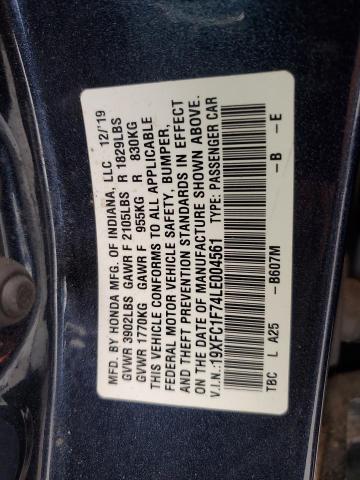 MFD. BY HONDA MFG. OF INDIANA, LLC 12/'19
GVWR 3902LBS GAWR F 2105LBS R 1829LBS
GVWR 1770KG GAWR F 955KG R 830KG
THIS VEHICLE CONFORMS TO ALL APPLICABLE
FEDERAL MOTOR VEHICLE SAFETY, BUMPER,
AND THEFT PREVENTION STANDARDS IN EFFECT
ON THE DATE OF MANUFACTURE SHOWN ABOVE.
V.I.N.:19XFC1F74LE004561 TYPE: PASSENGER CAR
-B607M -B -E
TBC L A25